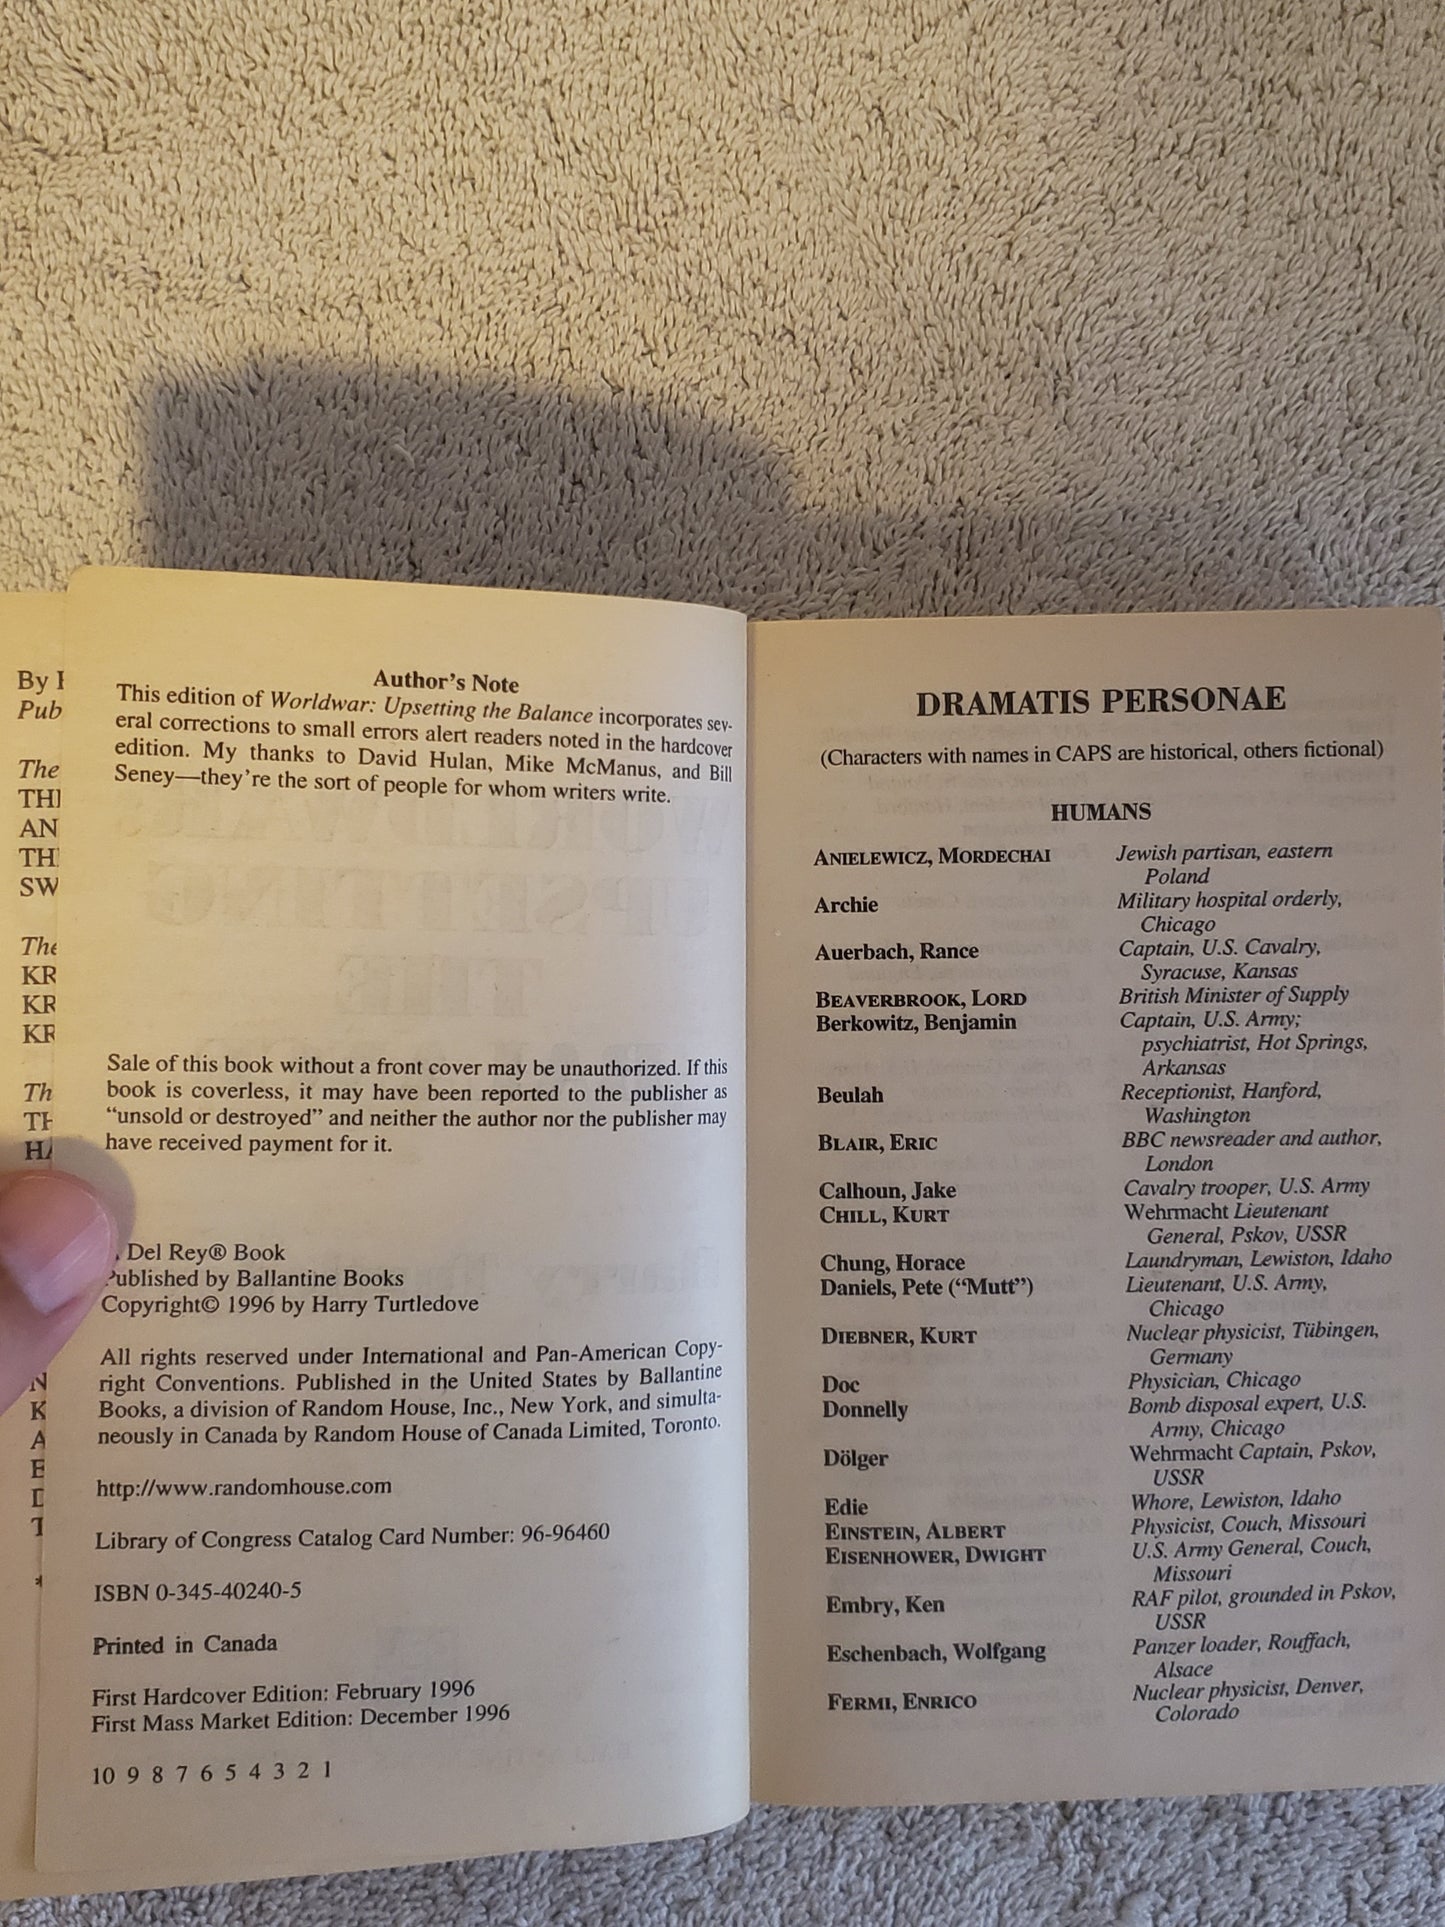 By
Pub
The
AN
SW
The
KR
KR
KR
Author's Note
This edition of Worldwar: Upsetting the Balance incorporates sev-
eral corrections to small errors alert readers noted in the hardcover
edition. My thanks to David Hulan, Mike McManus, and Bill
Seney—they're the sort of people for whom writers write.
Sale of this book without a front cover may be unauthorized. If this
book is coverless, it may have been reported to the publisher as
"unsold or destroyed" and neither the author nor the publisher may
have received payment for it.
Del Rey® Book
Published by Ballantine Books
Copyright© 1996 by Harry Turtledove
All rights reserved under International and Pan-American Copy-
right Conventions. Published in the United States by Ballantine
Books, a division of Random House, Inc., New York, and simulta-
neously in Canada by Random House of Canada Limited, Toronto.
http://www.randomhouse.com
Library of Congress Catalog Card Number: 96-96460
ISBN 0-345-40240-5
Printed in Canada
First Hardcover Edition: February 1996
First Mass Market Edition: December 1996
10 9 8 7 6 5 4 3 2 1
DRAMATIS PERSONAE
(Characters with names in CAPS are historical, others fictional)
HUMANS
ANIELEWICZ, MORDECHAI Jewish partisan, eastern
Poland
Archie Military hospital orderly,
Chicago
Auerbach, Rance Captain, U.S. Cavalry,
Syracuse, Kansas
BEAVERBROOK, LORD British Minister of Supply
Berkowitz, Benjamin Captain, U.S. Army;
psychiatrist, Hot Springs,
Arkansas
Beulah Receptionist, Hanford,
Washington
BLAIR, ERIC BBC newsreader and author,
London
Calhoun, Jake Cavalry trooper, U.S. Army
CHILL, KURT Wehrmacht Lieutenant
General, Pskov, USSR
Chung, Horace Laundryman, Lewiston, Idaho
Daniels, Pete ("Mutt") Lieutenant, U.S. Army,
Chicago
DIEBNER, KURT Nuclear physicist, Tübingen,
Germany
Doc Physician, Chicago
Donnelly Bomb disposal expert, U.S.
Army, Chicago
Dölger Wehrmacht Captain, Pskov,
USSR
Edie Whore, Lewiston, Idaho
EINSTEIN, ALBERT Physicist, Couch, Missouri
EISENHOWER, DWIGHT U.S. Army General, Couch,
Missouri
Embry, Ken RAF pilot, grounded in Pskov,
USSR
Eschenbach, Wolfgang Panzer loader, Rouffach,
Alsace
FERMI, ENRICO Nuclear physicist, Denver,
Colorado